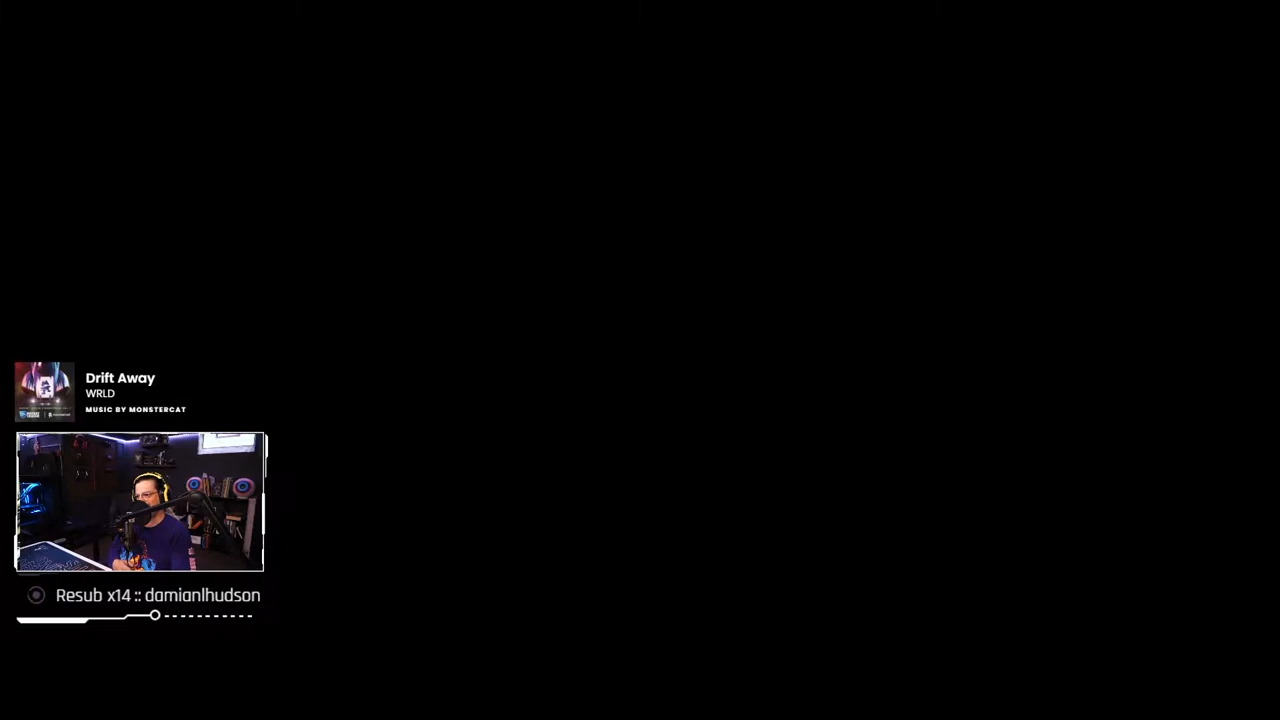 Drift Away
WRLD
MUSIC BY MONSTERCAT
Resub x14 :: damianlhudson